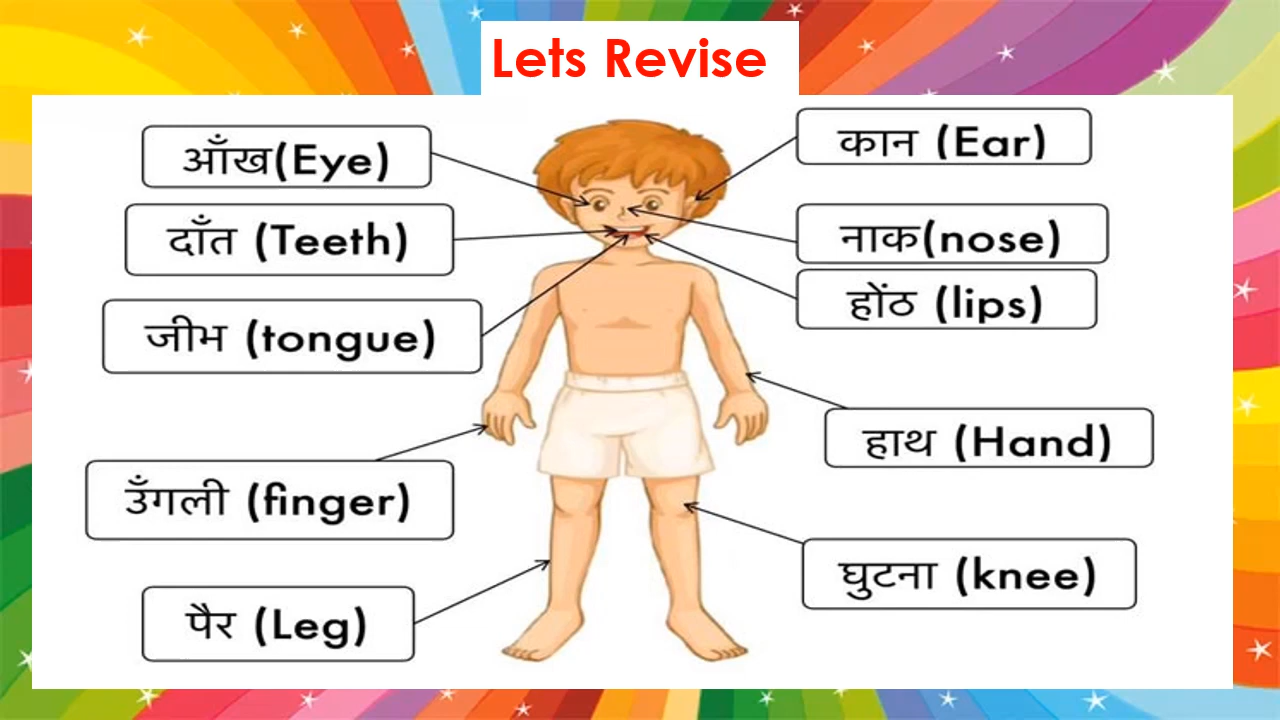 Lets Revise
आँख(Eye)
दाँत (Teeth)
जीभ (tongue)
उँगली (finger)
पैर (Leg)
कान (Ear)
नाक(nose)
होंठ (lips)
हाथ (Hand)
घुटना (knee)